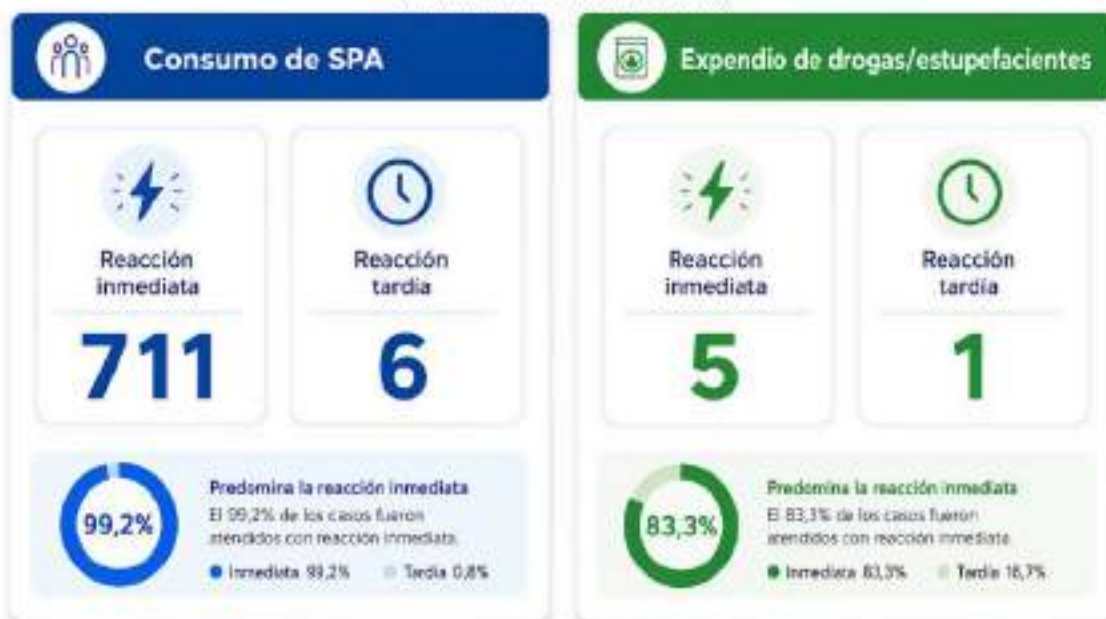 Consumo de SPA
Reacción
inmediata
711
Reacción
tardía
6
99,2%
Predomina la reacción inmediata
El 99,2% de los casos fueron
atendidos con reacción inmediata
Inmediata 99,2%
Tardía 0,8%
Expendio de drogas/estupefacientes
Reacción
inmediata
5
Reacción
tardía
1
83,3%
Predomina la reacción inmediata
El 83,3% de los casos fueron
atendidos con reacción inmediata
Inmediata 83,3%
Tardía 16,7%